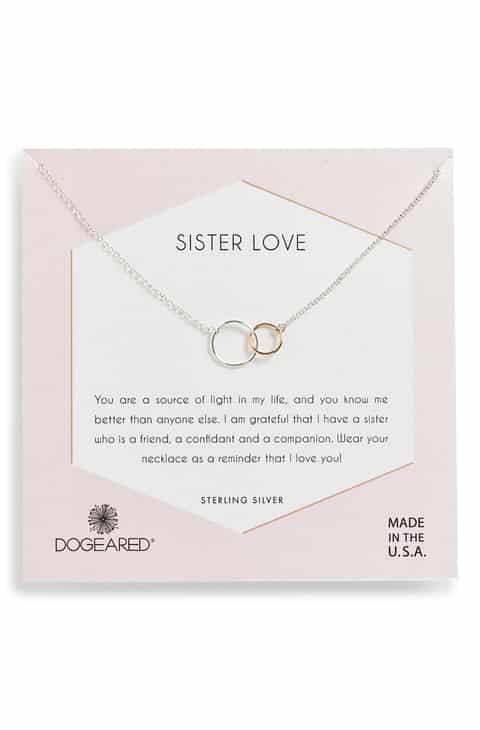 SISTER LOVE
You are a source of light in my life, and you know me
better than anyone else. I am grateful that I have a sister
who is a friend, a confidant and a companion. Wear your
necklace as a reminder that I love you!
STERLING SILVER
DOGEARED®
MADE
IN THE
U.S.A.